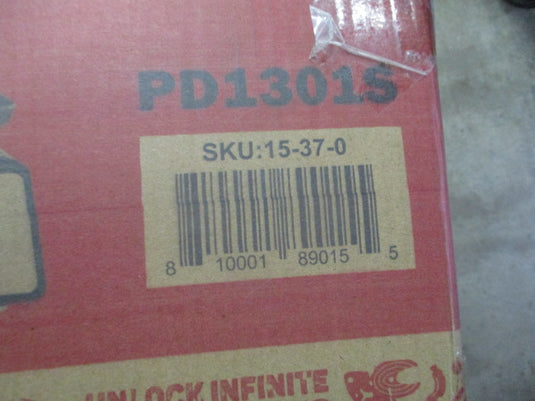 PD1301S
SKU:15-37-0
8 10001 89015 5
UNLOCK INFINITE